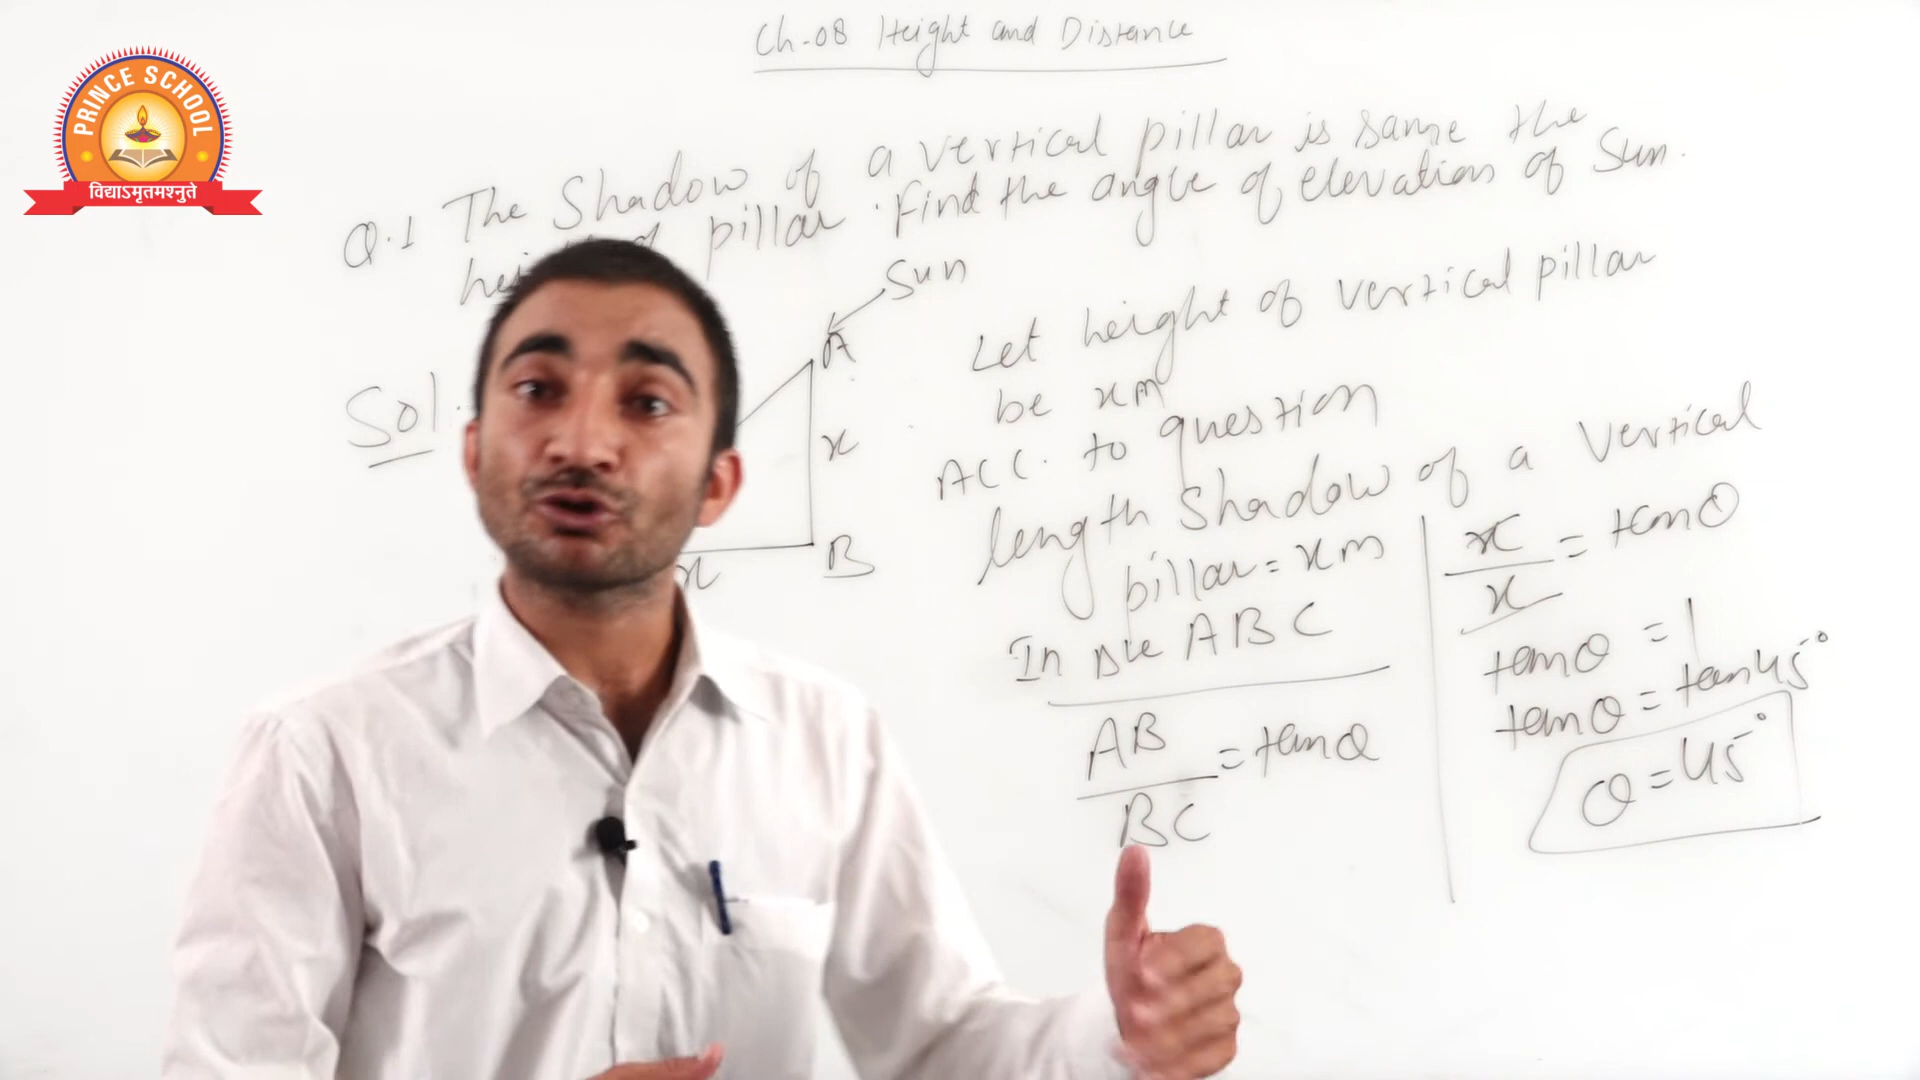 PRINCE SCHOOL
विद्याऽमृतमश्नुते
Ch-08 Height and Distance
Q.1 The Shadow of a vertical pillar is same the
pillar. Find the angle of elevation of Sun.
Sun
Sol.
A
x
B
x
Let height of vertical pillar
be xm
Acc. to question
length Shadow of a vertical
pillar = xm
In ABC
AB
BC
= tanθ
x
x
= tanθ
tanθ = 1
tanθ = tan45°
θ = 45°